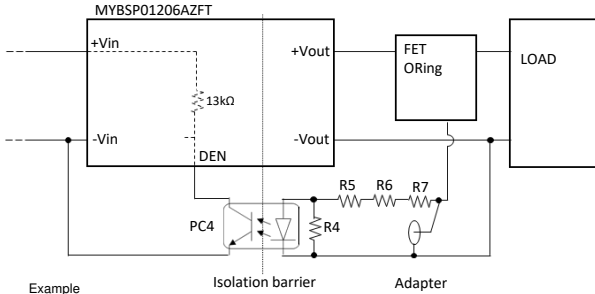 MYBSP01206AZFT
+Vin
+Vout
FET
ORing
LOAD
13kΩ
-Vin
-Vout
DEN
R5
R6
R7
PC4
R4
Example
Isolation barrier
Adapter